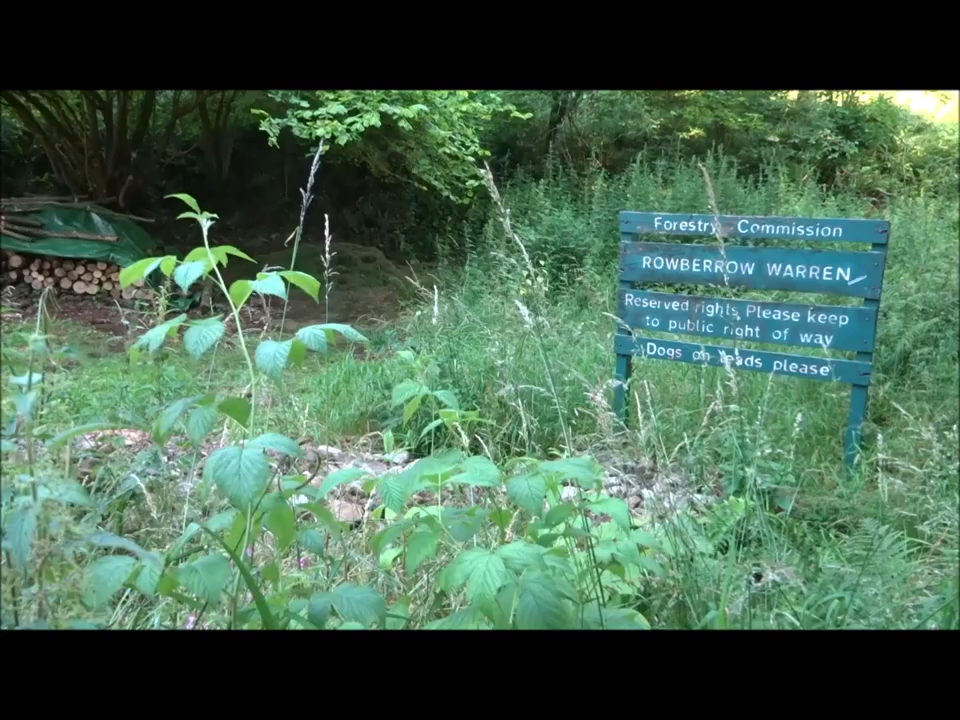 Forestry Commission
ROWBERROW WARREN
Reserved rights Please keep
to public right of way
Dogs on leads please